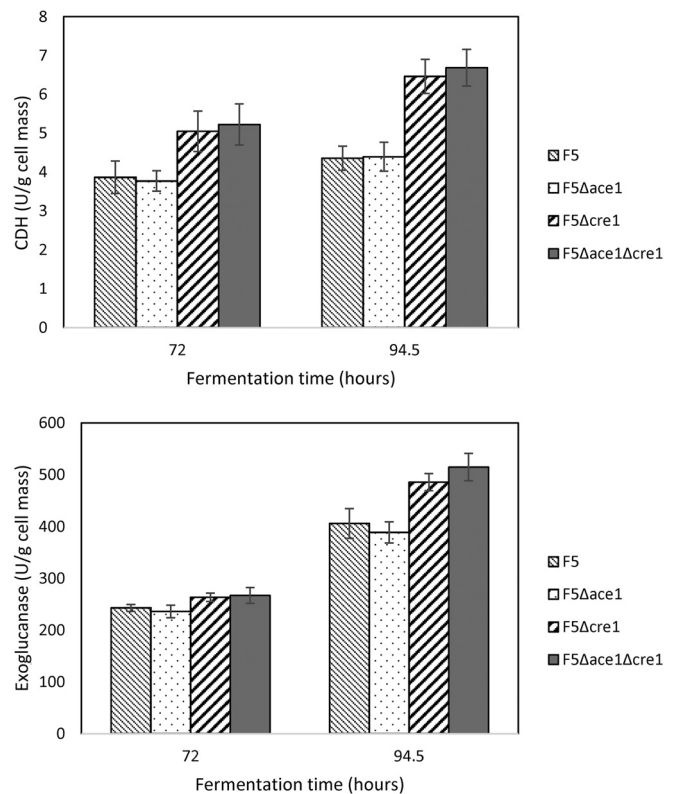 8
7
6
5
4
3
2
1
0
CDH (U/g cell mass)
72
94.5
Fermentation time (hours)
F5
F5Δace1
F5Δcre1
F5Δace1Δcre1
600
500
400
300
200
100
0
Exoglucanase (U/g cell mass)
72
94.5
Fermentation time (hours)
F5
F5Δace1
F5Δcre1
F5Δace1Δcre1